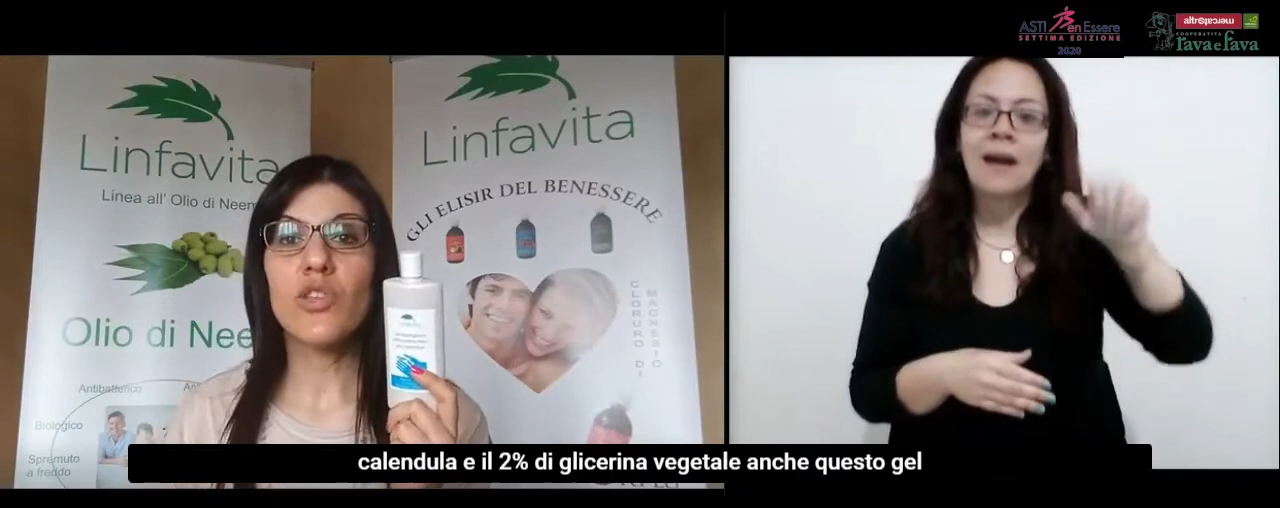 ASTI BenEssere
SETTIMA EDIZIONE
2020
altromercato
COOPERATIVA
rava e fava
Linfavita
Linea all' Olio di Neem
Olio di Nee
Antibatterico
Biologico
Spremuto
a freddo
Linfavita
GLI ELISIR DEL BENESSERE
CLORURO DI
MAGNESIO
calendula e il 2% di glicerina vegetale anche questo gel